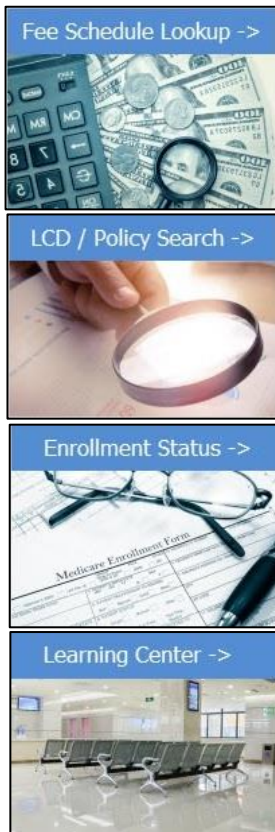 Fee Schedule Lookup ->
LCD / Policy Search ->
Enrollment Status ->
Medicare Enrollment Form
Learning Center ->